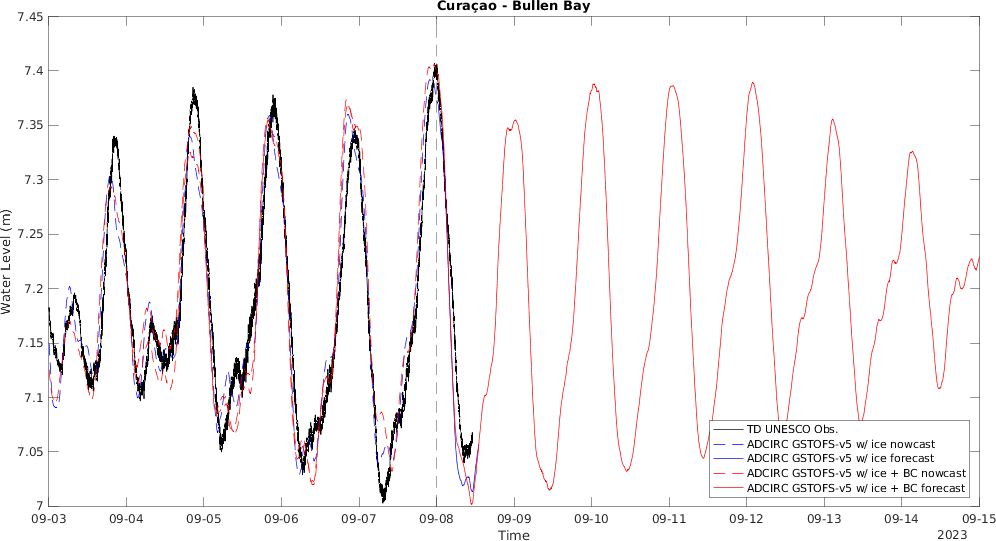 Curaçao - Bullen Bay
7.45
7.4
7.35
7.3
7.25
7.2
7.15
7.1
7.05
7
Water Level (m)
TD UNESCO Obs.
ADCIRC GSTOFS-v5 w/ ice nowcast
ADCIRC GSTOFS-v5 w/ ice forecast
ADCIRC GSTOFS-v5 w/ ice + BC nowcast
ADCIRC GSTOFS-v5 w/ ice + BC forecast
09-03 09-04 09-05 09-06 09-07 09-08 09-09 09-10 09-11 09-12 09-13 09-14 09-15
Time
2023